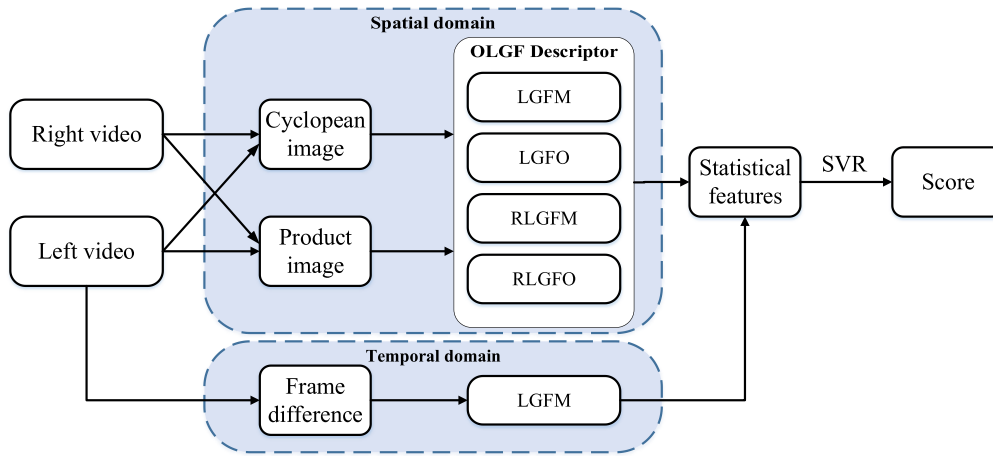 Spatial domain
OLGF Descriptor
Right video
Left video
Cyclopean
image
Product
image
LGFM
LGFO
RLGFM
RLGFO
Statistical
features
SVR
Score
Temporal domain
Frame
difference
LGFM